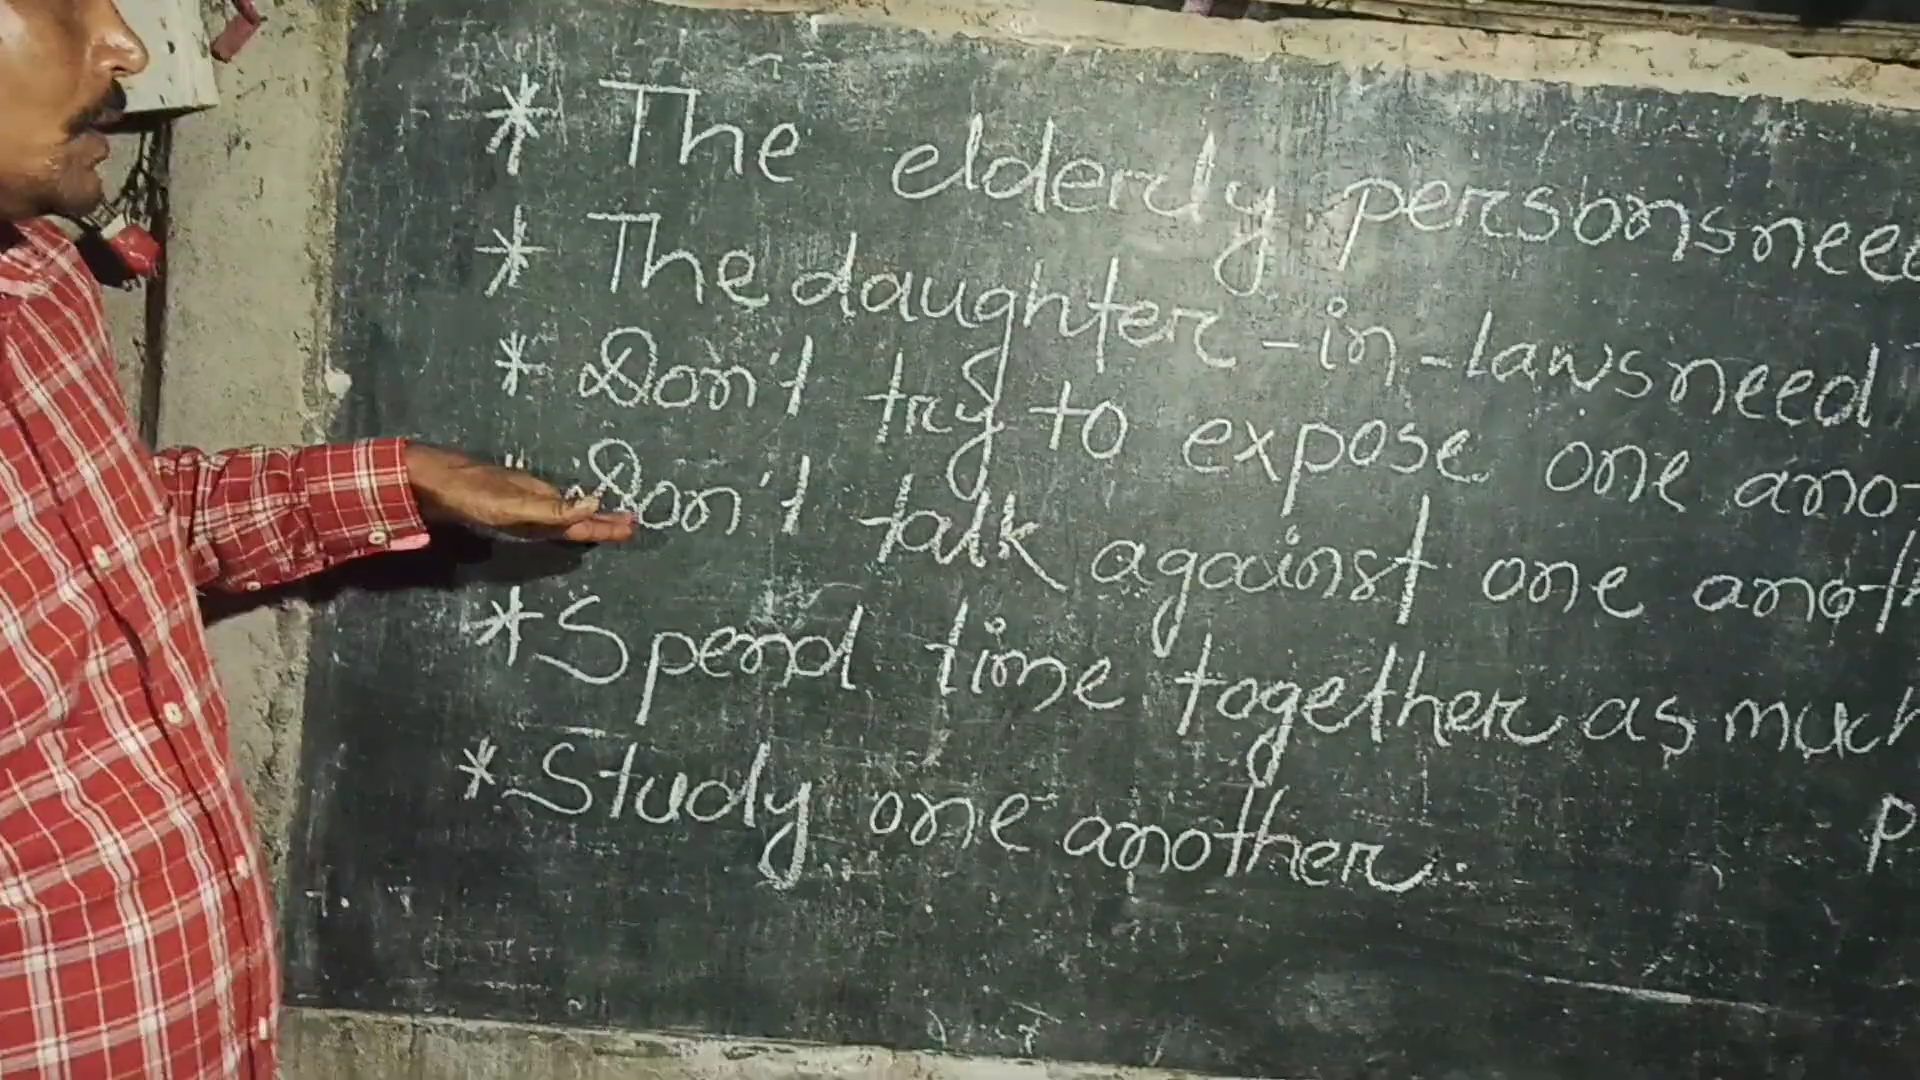 * The elderly persons need
* The daughter-in-laws need
* Don't try to expose one ano-
* Don't talk against one anoth
* Spend time together as much
p
* Study one another.